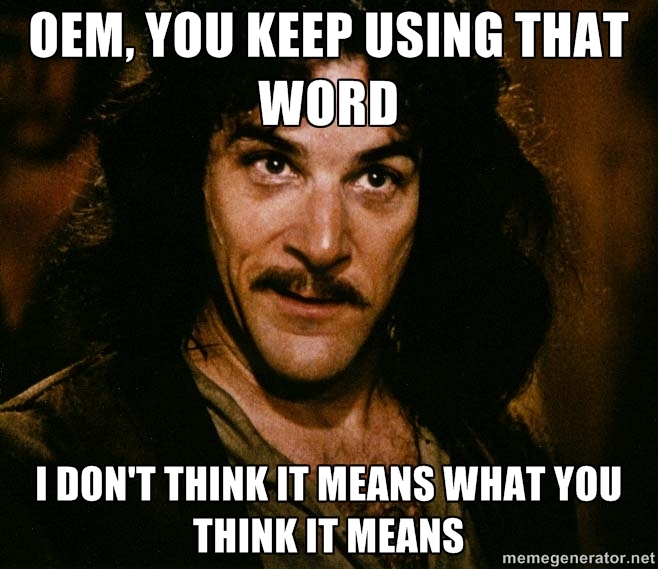 OEM, YOU KEEP USING THAT
WORD
I DON'T THINK IT MEANS WHAT YOU
THINK IT MEANS
memegenerator.net